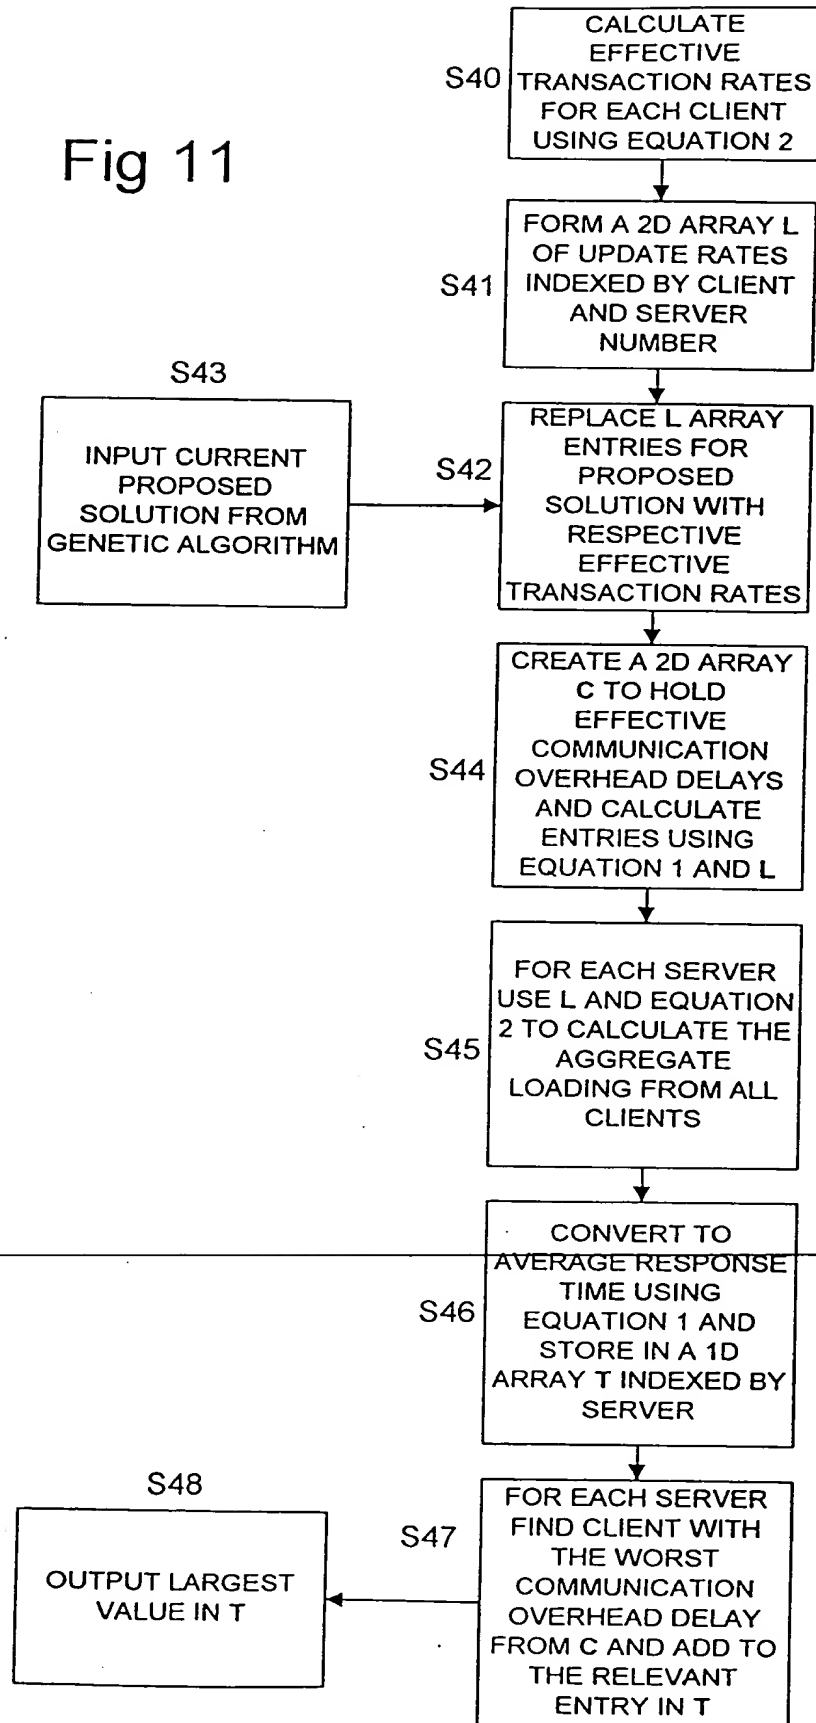 Fig 11
S40
CALCULATE
EFFECTIVE
TRANSACTION RATES
FOR EACH CLIENT
USING EQUATION 2
S41
FORM A 2D ARRAY L
OF UPDATE RATES
INDEXED BY CLIENT
AND SERVER
NUMBER
S43
INPUT CURRENT
PROPOSED
SOLUTION FROM
GENETIC ALGORITHM
S42
REPLACE L ARRAY
ENTRIES FOR
PROPOSED
SOLUTION WITH
RESPECTIVE
EFFECTIVE
TRANSACTION RATES
S44
CREATE A 2D ARRAY
C TO HOLD
EFFECTIVE
COMMUNICATION
OVERHEAD DELAYS
AND CALCULATE
ENTRIES USING
EQUATION 1 AND L
S45
FOR EACH SERVER
USE L AND EQUATION
2 TO CALCULATE THE
AGGREGATE
LOADING FROM ALL
CLIENTS
S46
CONVERT TO
AVERAGE RESPONSE
TIME USING
EQUATION 1 AND
STORE IN A 1D
ARRAY T INDEXED BY
SERVER
S47
FOR EACH SERVER
FIND CLIENT WITH
THE WORST
COMMUNICATION
OVERHEAD DELAY
FROM C AND ADD TO
THE RELEVANT
ENTRY IN T
S48
OUTPUT LARGEST
VALUE IN T